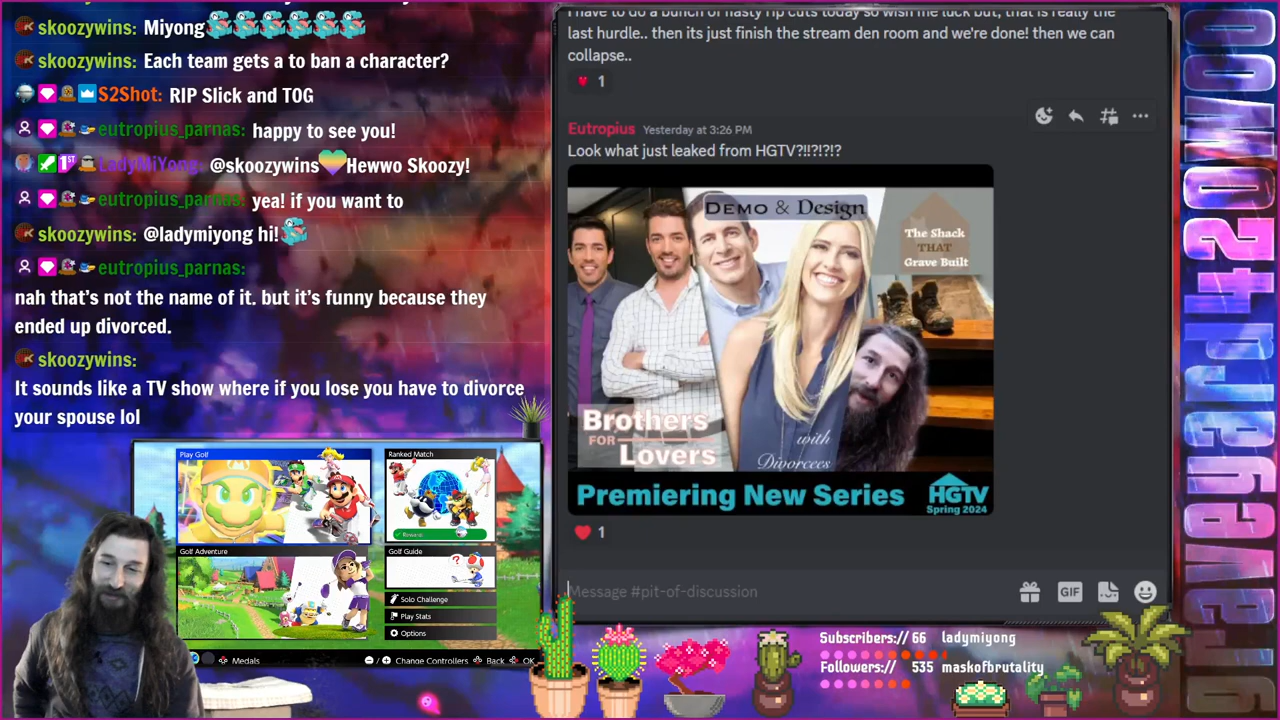 skoozywins: Miyong
skoozywins: Each team gets a to ban a character?
S2Shot: RIP Slick and TOG
eutropius_parnas: happy to see you!
1ST LadyMiYong: @skoozywins Hewwo Skoozy!
eutropius_parnas: yea! if you want to
skoozywins: @ladymiyong hi!
eutropius_parnas:
nah that's not the name of it. but it's funny because they
ended up divorced.
skoozywins:
It sounds like a TV show where if you lose you have to divorce
your spouse lol
Play Golf
Ranked Match
Golf Adventure
Golf Guide
Solo Challenge
Play Stats
Options
Medals
Change Controllers
Back
OK
I have to do a bunch of nasty rip cuts today so wish me luck but, that is really the
last hurdle.. then its just finish the stream den room and we're done! then we can
collapse..
1
Eutropius Yesterday at 3:26 PM
Look what just leaked from HGTV?!!?!?!?
DEMO & Design
The Shack
THAT
Grave Built
Brothers
FOR
Lovers
with
Divorcees
Premiering New Series
HGTV
Spring 2024
1
Message #pit-of-discussion
GIF
Subscribers:// 66 ladymiyong
Followers:// 535 maskofbrutality